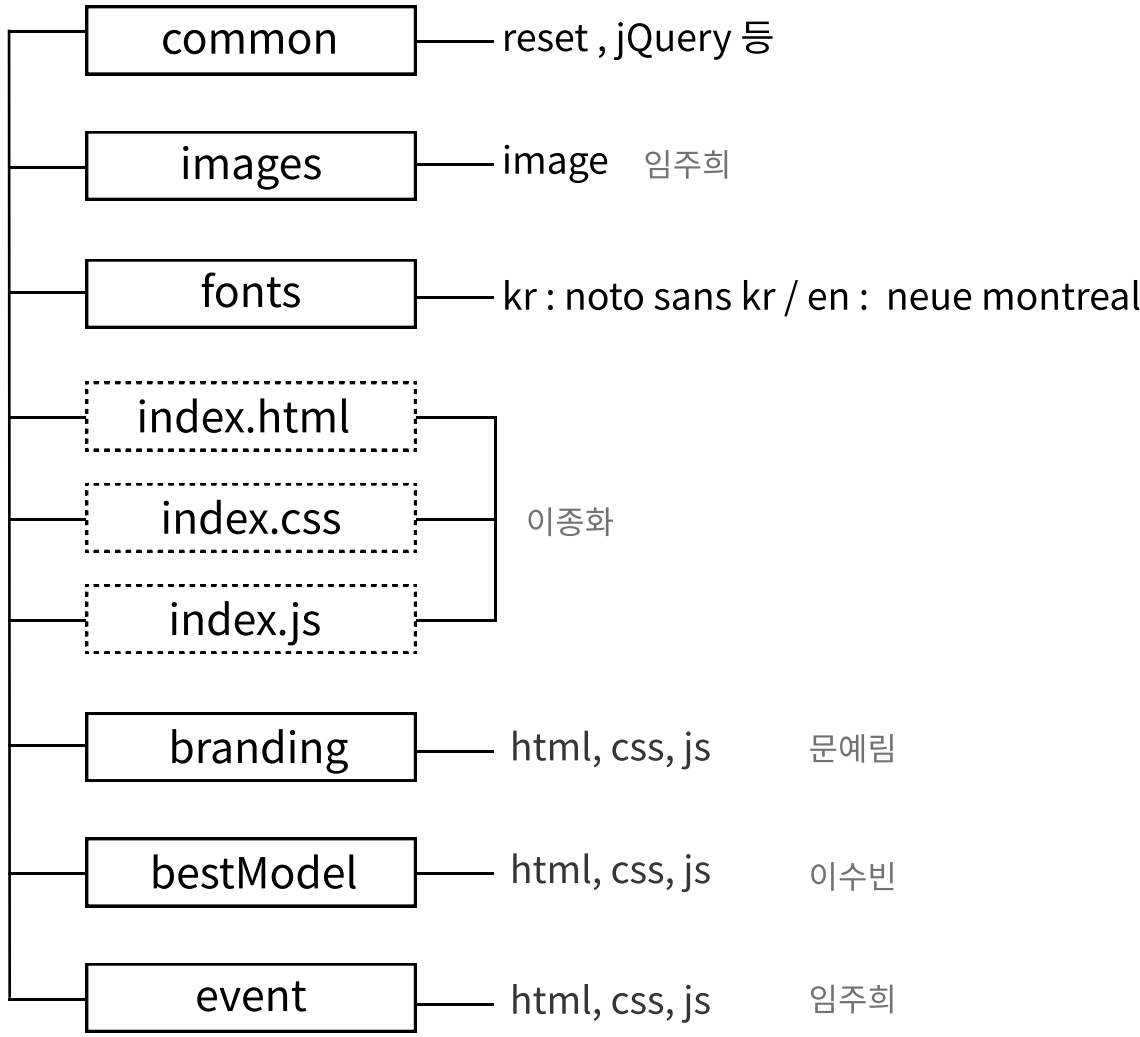 common reset , jQuery 등
images image 임주희
fonts kr : noto sans kr / en : neue montreal
index.html
index.css 이종화
index.js
branding html, css, js 문예림
bestModel html, css, js 이수빈
event html, css, js 임주희